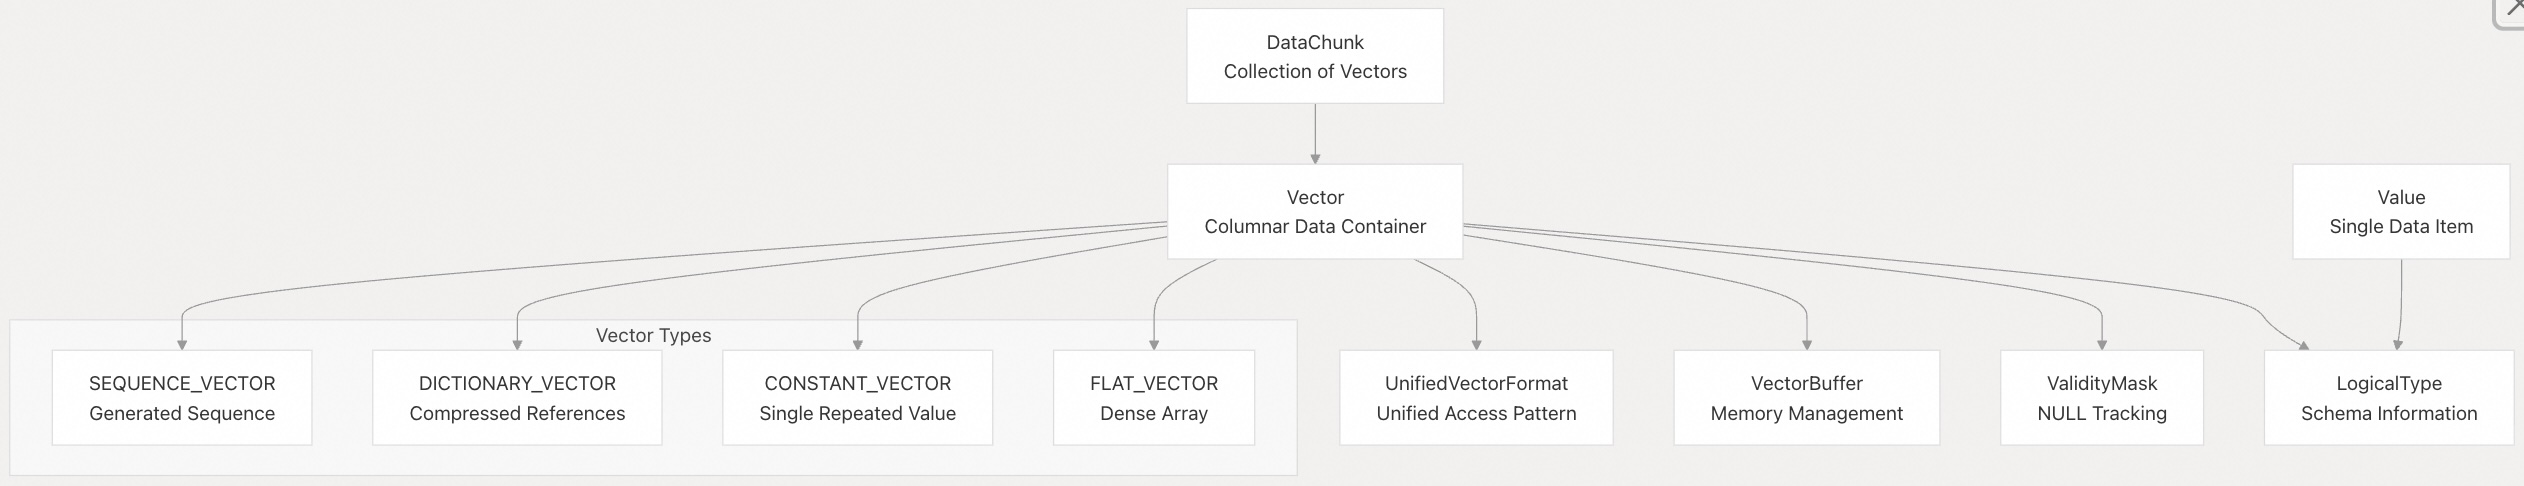 DataChunk
Collection of Vectors
Vector
Columnar Data Container
Value
Single Data Item
Vector Types
SEQUENCE_VECTOR
Generated Sequence
DICTIONARY_VECTOR
Compressed References
CONSTANT_VECTOR
Single Repeated Value
FLAT_VECTOR
Dense Array
UnifiedVectorFormat
Unified Access Pattern
VectorBuffer
Memory Management
ValidityMask
NULL Tracking
LogicalType
Schema Information